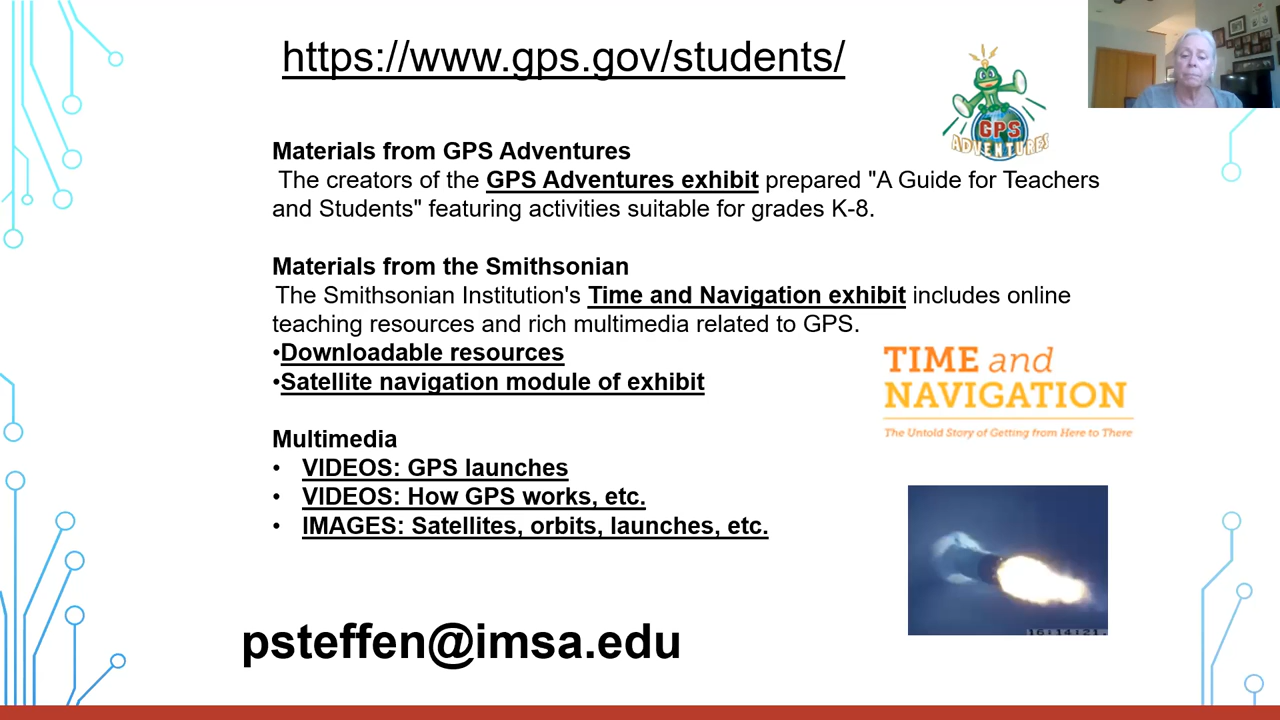 https://www.gps.gov/students/
GPS
ADVENTURES
Materials from GPS Adventures
The creators of the GPS Adventures exhibit prepared "A Guide for Teachers
and Students" featuring activities suitable for grades K-8.
Materials from the Smithsonian
The Smithsonian Institution's Time and Navigation exhibit includes online
teaching resources and rich multimedia related to GPS.
•Downloadable resources
•Satellite navigation module of exhibit
TIME and
NAVIGATION
The Untold Story of Getting from Here to There
Multimedia
• VIDEOS: GPS launches
• VIDEOS: How GPS works, etc.
• IMAGES: Satellites, orbits, launches, etc.
psteffen@imsa.edu